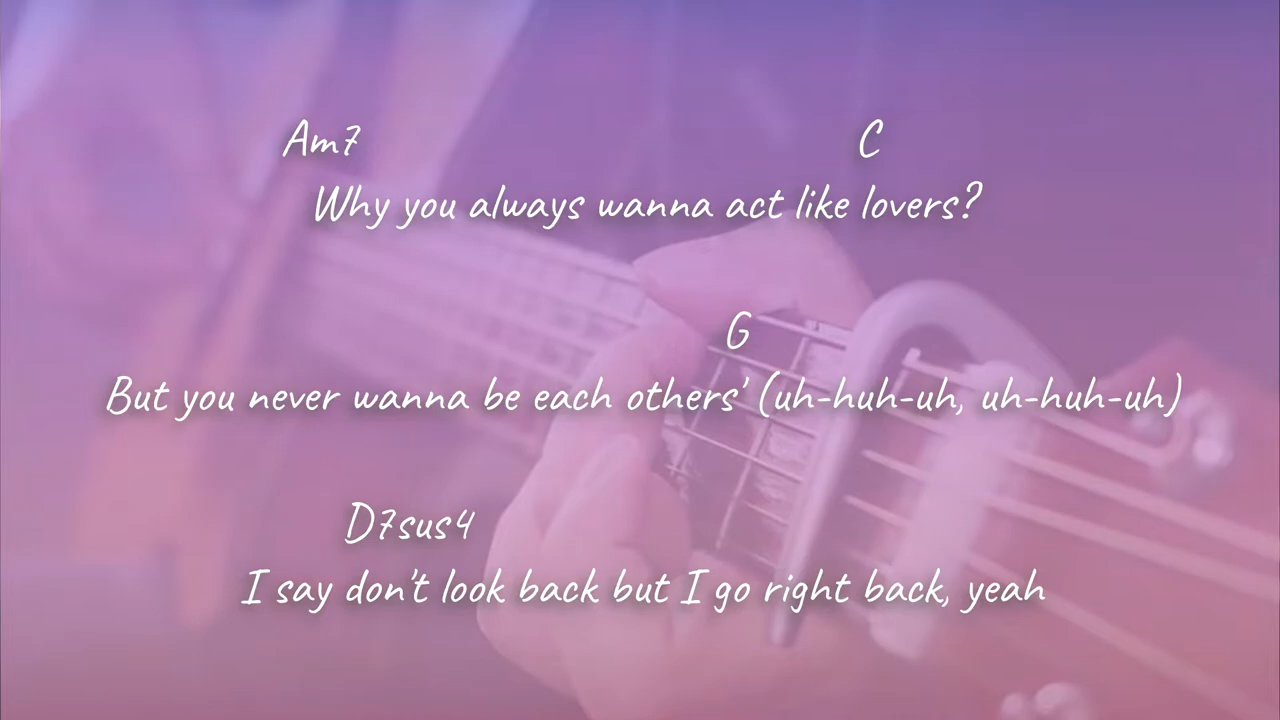 Am7 C
Why you always wanna act like lovers?
G
But you never wanna be each others' (uh-huh-uh, uh-huh-uh)
D7sus4
I say don't look back but I go right back, yeah